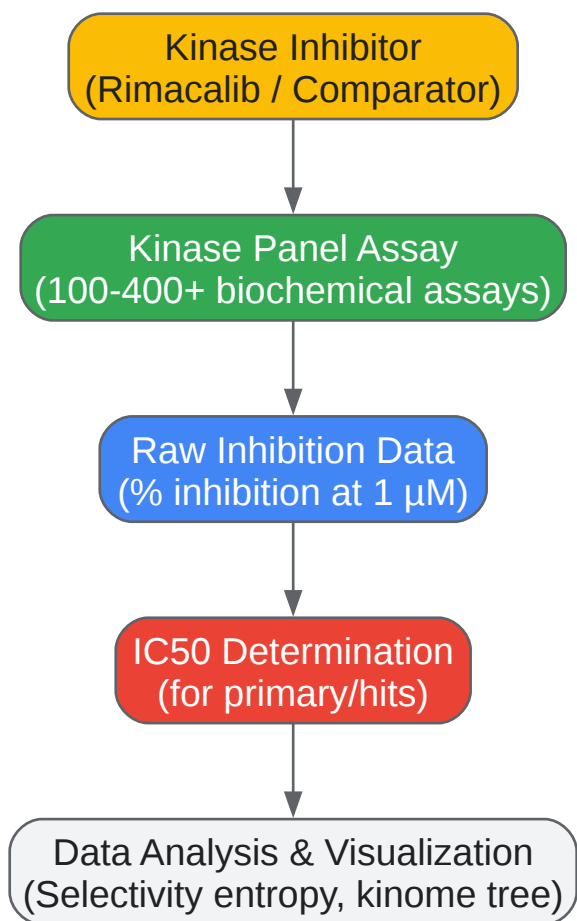 Kinase Inhibitor
(Rimacalib / Comparator)
Kinase Panel Assay
(100-400+ biochemical assays)
Raw Inhibition Data
(% inhibition at 1 µM)
IC50 Determination
(for primary/hits)
Data Analysis & Visualization
(Selectivity entropy, kinome tree)